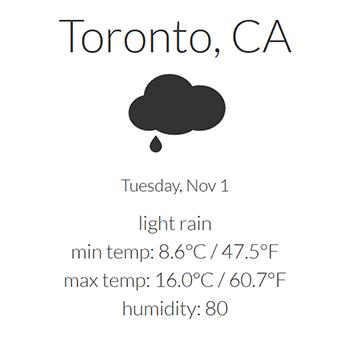 Toronto, CA
Tuesday, Nov 1
light rain
min temp: 8.6°C / 47.5°F
max temp: 16.0°C / 60.7°F
humidity: 80